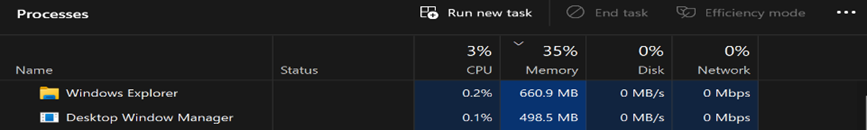 Processes Run new task End task Efficiency mode
3% 35% 0% 0%
Name Status CPU Memory Disk Network
Windows Explorer 0.2% 660.9 MB 0 MB/s 0 Mbps
Desktop Window Manager 0.1% 498.5 MB 0 MB/s 0 Mbps